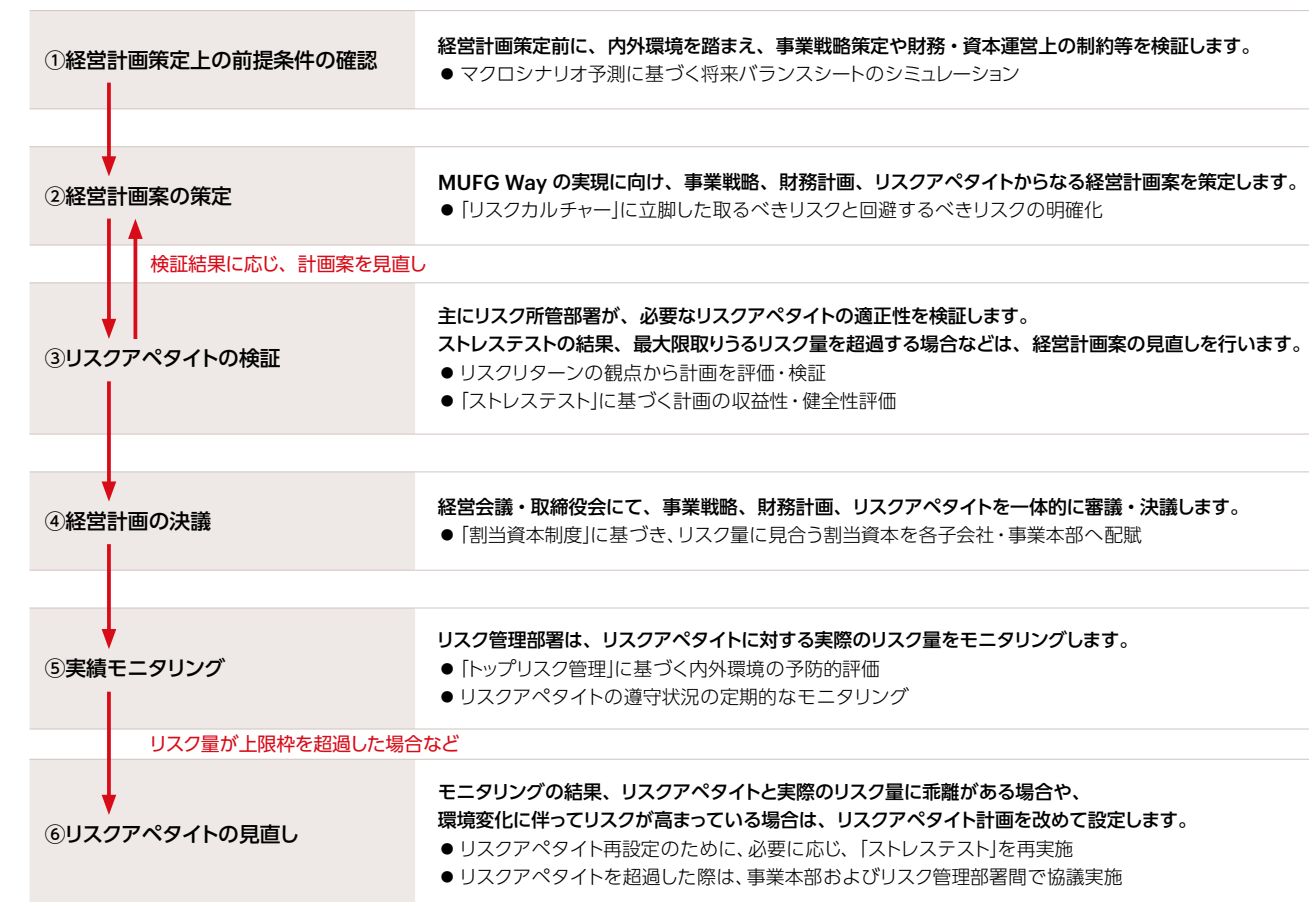 ①経営計画策定上の前提条件の確認
経営計画策定前に、内外環境を踏まえ、事業戦略策定や財務・資本運営上の制約等を検証します。
● マクロシナリオ予測に基づく将来バランスシートのシミュレーション
②経営計画案の策定
MUFG Way の実現に向け、事業戦略、財務計画、リスクアペタイトからなる経営計画案を策定します。
● 「リスクカルチャー」に立脚した取るべきリスクと回避するべきリスクの明確化
検証結果に応じ、計画案を見直し
③リスクアペタイトの検証
主にリスク所管部署が、必要なリスクアペタイトの適正性を検証します。
ストレステストの結果、最大限取りうるリスク量を超過する場合などは、経営計画案の見直しを行います。
● リスクリターンの観点から計画を評価・検証
● 「ストレステスト」に基づく計画の収益性・健全性評価
④経営計画の決議
経営会議・取締役会にて、事業戦略、財務計画、リスクアペタイトを一体的に審議・決議します。
● 「割当資本制度」に基づき、リスク量に見合う割当資本を各子会社・事業本部へ配賦
⑤実績モニタリング
リスク管理部署は、リスクアペタイトに対する実際のリスク量をモニタリングします。
● 「トップリスク管理」に基づく内外環境の予防的評価
● リスクアペタイトの遵守状況の定期的なモニタリング
リスク量が上限枠を超過した場合など
⑥リスクアペタイトの見直し
モニタリングの結果、リスクアペタイトと実際のリスク量に乖離がある場合や、
環境変化に伴ってリスクが高まっている場合は、リスクアペタイト計画を改めて設定します。
● リスクアペタイト再設定のために、必要に応じ、「ストレステスト」を再実施
● リスクアペタイトを超過した際は、事業本部およびリスク管理部署間で協議実施